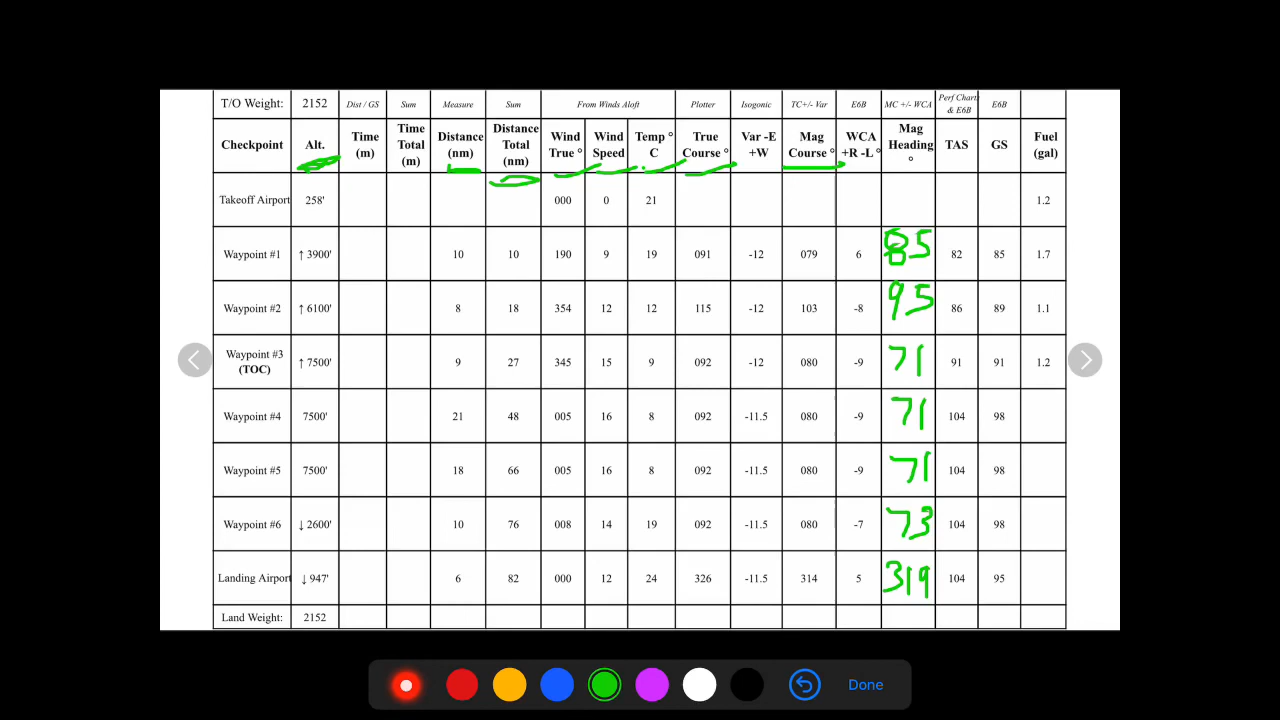 T/O Weight: 2152 Dist / GS Sum Measure Sum From Winds Aloft Plotter Isogonic TC+/- Var E6B MC +/- WCA Perf Chart & E6B E6B
Checkpoint Alt. Time (m) Time Total (m) Distance (nm) Distance Total (nm) Wind True ° Wind Speed Temp ° C True Course ° Var -E +W Mag Course ° WCA +R -L ° Mag Heading ° TAS GS Fuel (gal)
Takeoff Airport 258' 000 0 21 1.2
Waypoint #1 ↑ 3900' 10 10 190 9 19 091 -12 079 6 85 82 85 1.7
Waypoint #2 ↑ 6100' 8 18 354 12 12 115 -12 103 -8 95 86 89 1.1
Waypoint #3 (TOC) ↑ 7500' 9 27 345 15 9 092 -12 080 -9 71 91 91 1.2
Waypoint #4 7500' 21 48 005 16 8 092 -11.5 080 -9 71 104 98
Waypoint #5 7500' 18 66 005 16 8 092 -11.5 080 -9 71 104 98
Waypoint #6 ↓ 2600' 10 76 008 14 19 092 -11.5 080 -7 73 104 98
Landing Airport ↓ 947' 6 82 000 12 24 326 -11.5 314 5 319 104 95
Land Weight: 2152
Done